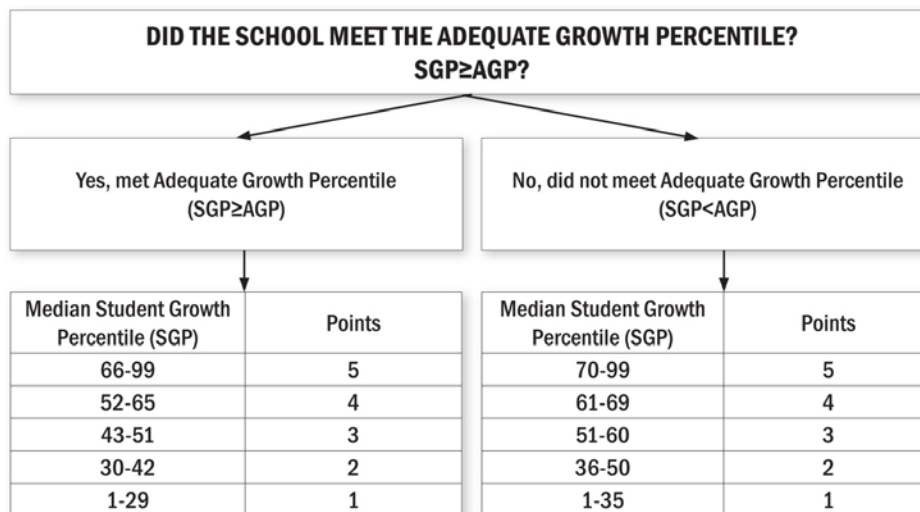 DID THE SCHOOL MEET THE ADEQUATE GROWTH PERCENTILE?
SGP≥AGP?
Yes, met Adequate Growth Percentile
(SGP≥AGP)
No, did not meet Adequate Growth Percentile
(SGP<AGP)
Median Student Growth
Percentile (SGP)
Points
66-99 5
52-65 4
43-51 3
30-42 2
1-29 1
Median Student Growth
Percentile (SGP)
Points
70-99 5
61-69 4
51-60 3
36-50 2
1-35 1